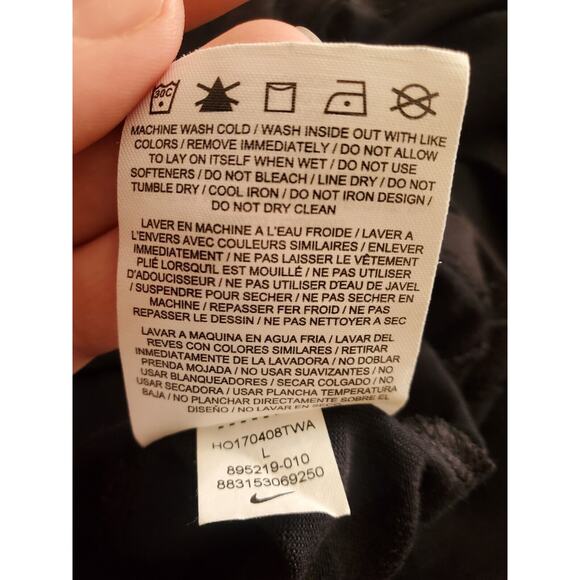 30C
MACHINE WASH COLD / WASH INSIDE OUT WITH LIKE
COLORS / REMOVE IMMEDIATELY / DO NOT ALLOW
TO LAY ON ITSELF WHEN WET / DO NOT USE
SOFTENERS / DO NOT BLEACH / LINE DRY / DO NOT
TUMBLE DRY / COOL IRON / DO NOT IRON DESIGN /
DO NOT DRY CLEAN
LAVER EN MACHINE A L'EAU FROIDE / LAVER A
L'ENVERS AVEC COULEURS SIMILAIRES / ENLEVER
IMMEDIATEMENT / NE PAS LAISSER LE VÊTEMENT
PLIÉ LORSQU'IL EST MOUILLÉ / NE PAS UTILISER
D'ADOUCISSEUR / NE PAS UTILISER D'EAU DE JAVEL
/ SUSPENDRE POUR SECHER / NE PAS SECHER EN
MACHINE / REPASSER FER FROID / NE PAS
REPASSER LE DESSIN / NE PAS NETTOYER A SEC
LAVAR A MAQUINA EN AGUA FRIA / LAVAR DEL
REVES CON COLORES SIMILARES / RETIRAR
INMEDIATAMENTE DE LA LAVADORA / NO DOBLAR
PRENDA MOJADA / NO USAR SUAVIZANTES / NO
USAR BLANQUEADORES / SECAR COLGADO / NO
USAR SECADORA / USAR PLANCHA TEMPERATURA
BAJA / NO PLANCHAR DIRECTAMENTE SOBRE EL
DISEÑO / NO LAVAR EN SECO
HO170408TWA
L
895219-010
883153069250